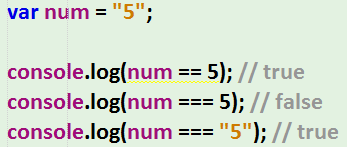 var num = "5";
console.log(num == 5); // true
console.log(num === 5); // false
console.log(num === "5"); // true